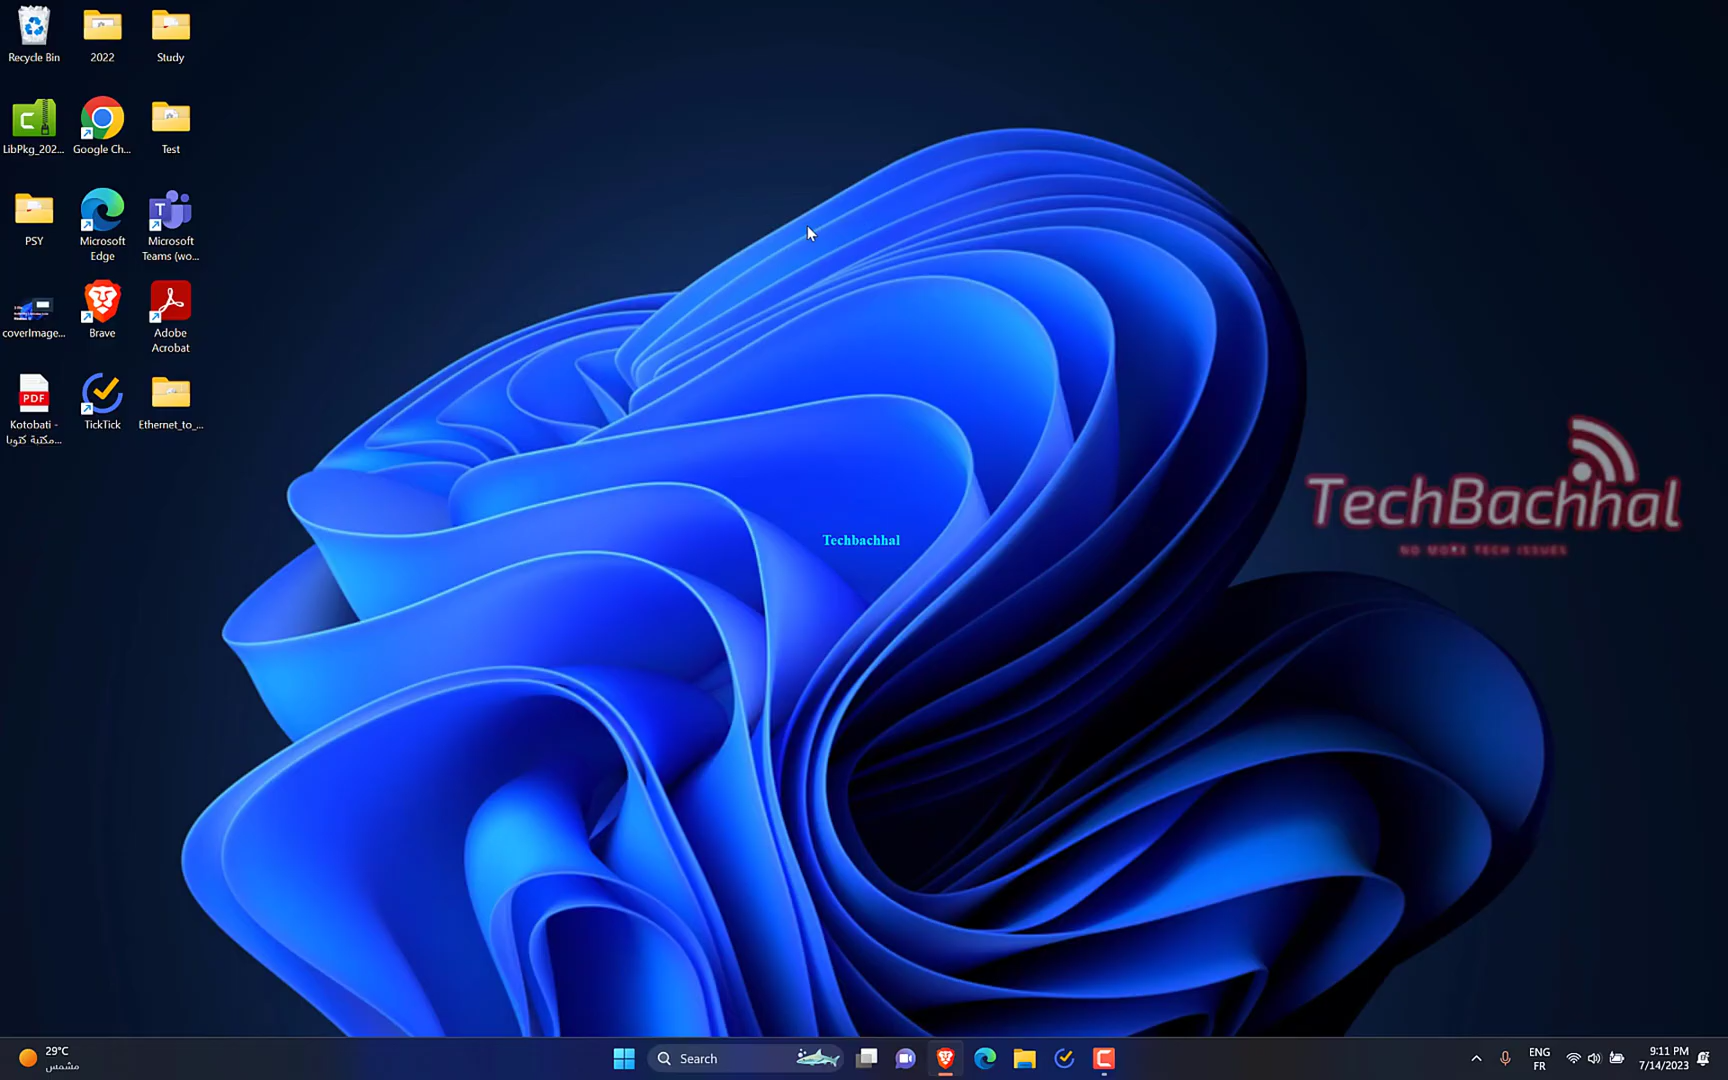 Recycle Bin
2022
Study
LibPkg_202...
Google Ch...
Test
PSY
Microsoft
Edge
Microsoft
Teams (wo...
coverImage...
Brave
Adobe
Acrobat
PDF
Kotobati -
مكتبة كتوبا...
TickTick
Ethernet_to_...
Techbachhal
TechBachhal
NO MORE TECH ISSUES
29°C
مشمس
Search
ENG
FR
9:11 PM
7/14/2023